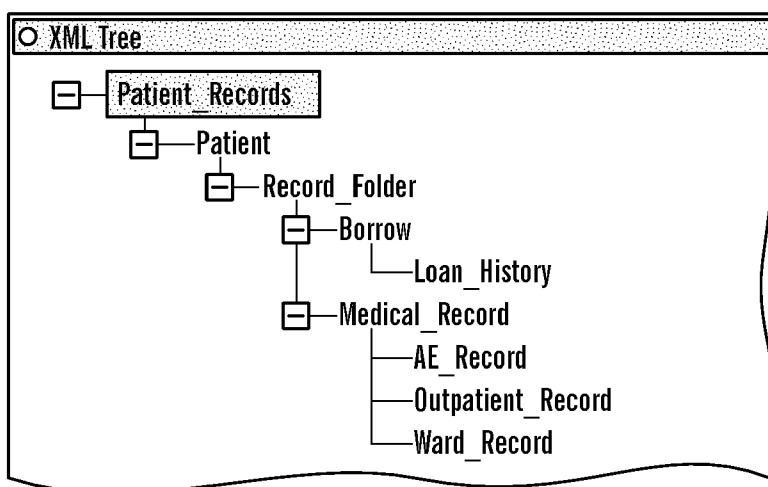 XML Tree
Patient_Records
Patient
Record_Folder
Borrow
Loan_History
Medical_Record
AE_Record
Outpatient_Record
Ward_Record